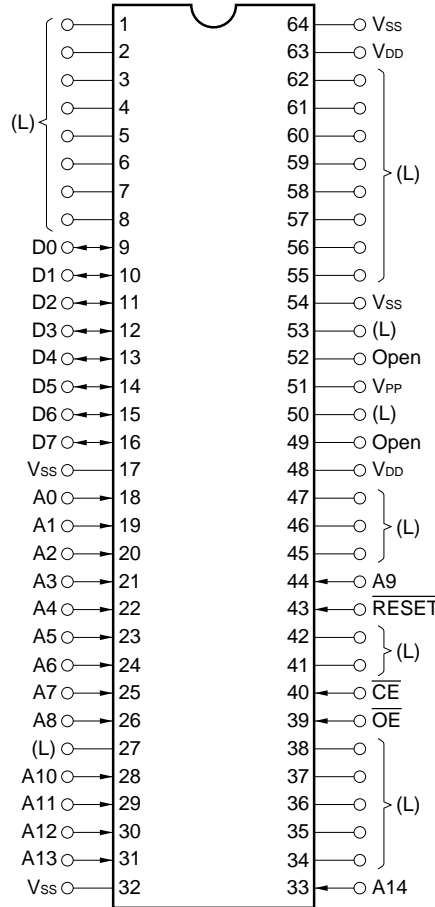 1 64 VSS
2 63 VDD
3 62
4 61
(L) 5 60
6 59 (L)
7 58
8 57
D0 9 56
D1 10 55
D2 11 54 VSS
D3 12 53 (L)
D4 13 52 Open
D5 14 51 VPP
D6 15 50 (L)
D7 16 49 Open
VSS 17 48 VDD
A0 18 47
A1 19 46 (L)
A2 20 45
A3 21 44 A9
A4 22 43 RESET
A5 23 42
A6 24 41 (L)
A7 25 40 CE
A8 26 39 OE
(L) 27 38
A10 28 37
A11 29 36 (L)
A12 30 35
A13 31 34
VSS 32 33 A14